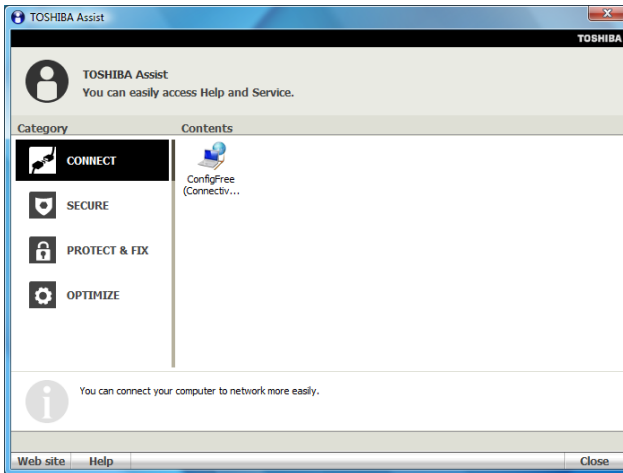 TOSHIBA Assist
TOSHIBA
TOSHIBA Assist
You can easily access Help and Service.
Category
Contents
CONNECT
SECURE
PROTECT & FIX
OPTIMIZE
ConfigFree
(Connectiv...
You can connect your computer to network more easily.
Web site Help Close